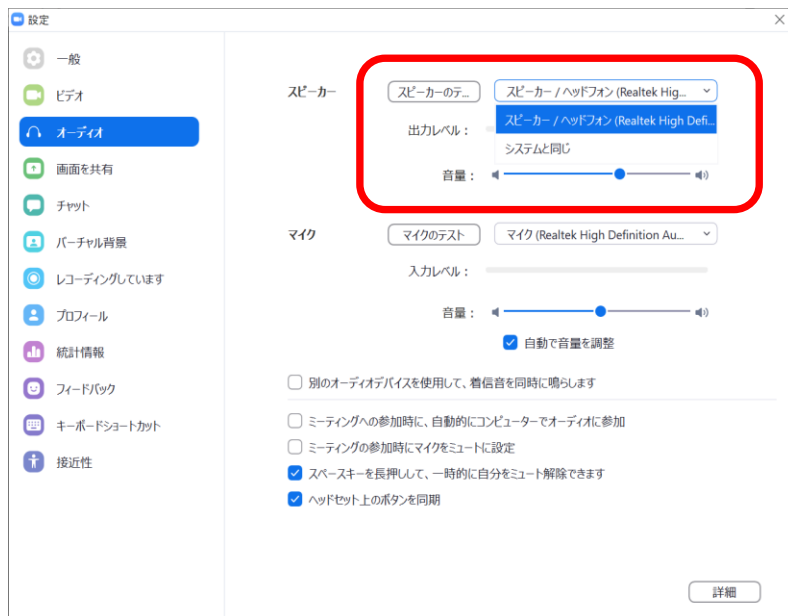 設定
一般
ビデオ
オーディオ
画面を共有
チャット
バーチャル背景
レコーディングしています
プロフィール
統計情報
フィードバック
キーボードショートカット
接近性
スピーカー
スピーカーのテ...
スピーカー / ヘッドフォン (Realtek Hig...
スピーカー / ヘッドフォン (Realtek High Defi...
システムと同じ
出力レベル：
音量：
マイク
マイクのテスト
マイク (Realtek High Definition Au...
入力レベル：
音量：
自動で音量を調整
別のオーディオデバイスを使用して、着信音を同時に鳴らします
ミーティングへの参加時に、自動的にコンピューターでオーディオに参加
ミーティングの参加時にマイクをミュートに設定
スペースキーを長押しして、一時的に自分をミュート解除できます
ヘッドセット上のボタンを同期
詳細